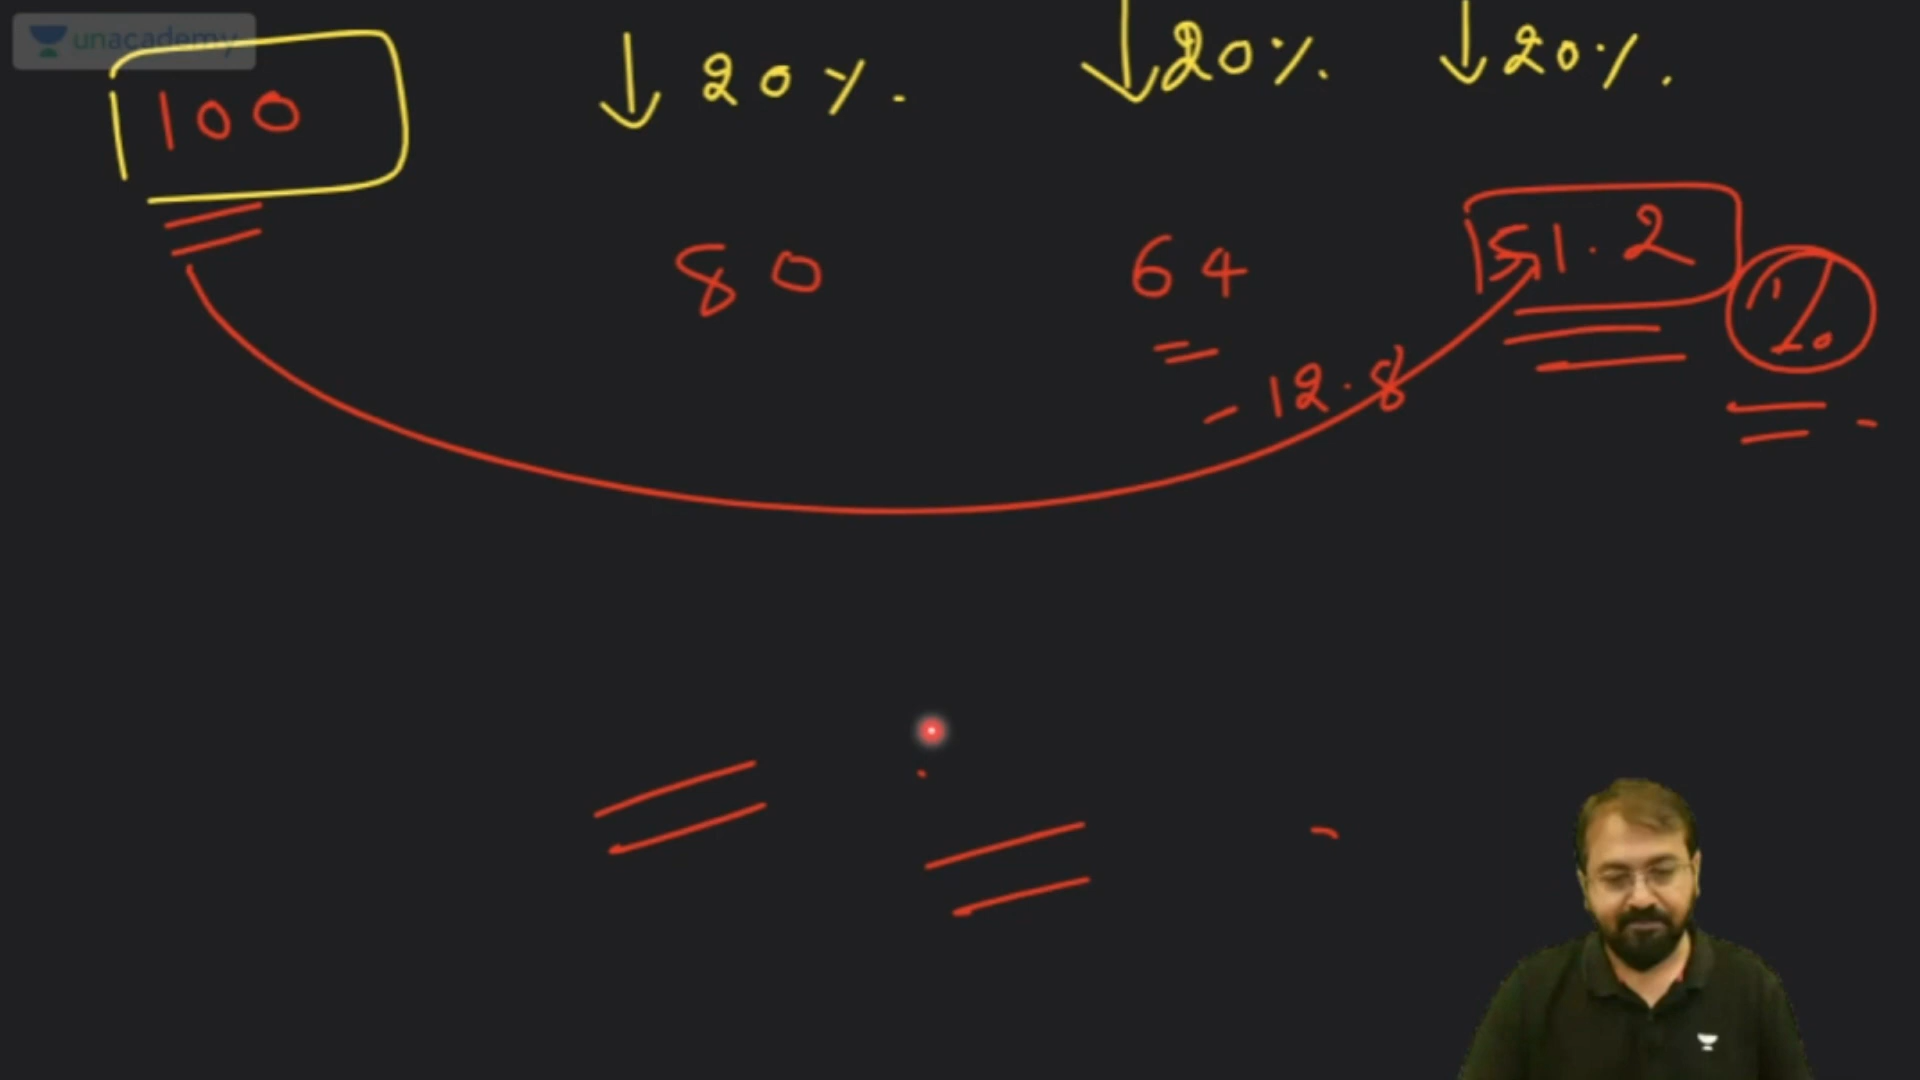 unacademy
100 ↓ 20%. ↓ 20%. ↓ 20%.
80 64 51.2 %
- 12.8